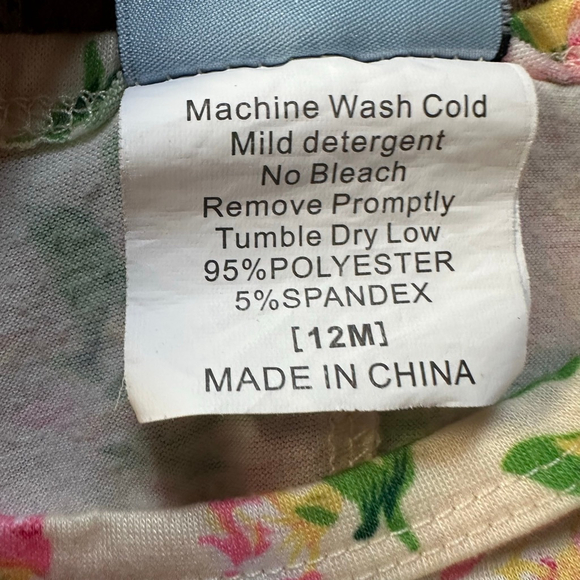 Machine Wash Cold
Mild detergent
No Bleach
Remove Promptly
Tumble Dry Low
95%POLYESTER
5%SPANDEX
[12M]
MADE IN CHINA